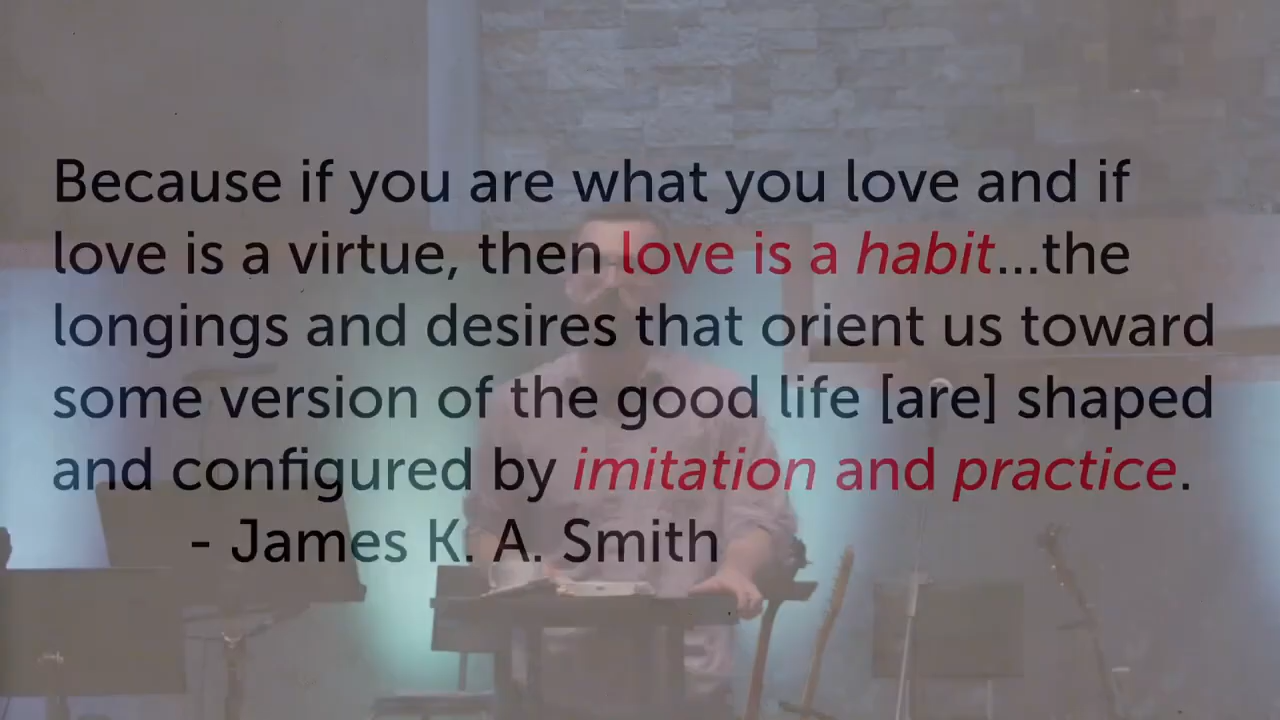 Because if you are what you love and if
love is a virtue, then love is a habit...the
longings and desires that orient us toward
some version of the good life [are] shaped
and configured by imitation and practice.
- James K. A. Smith